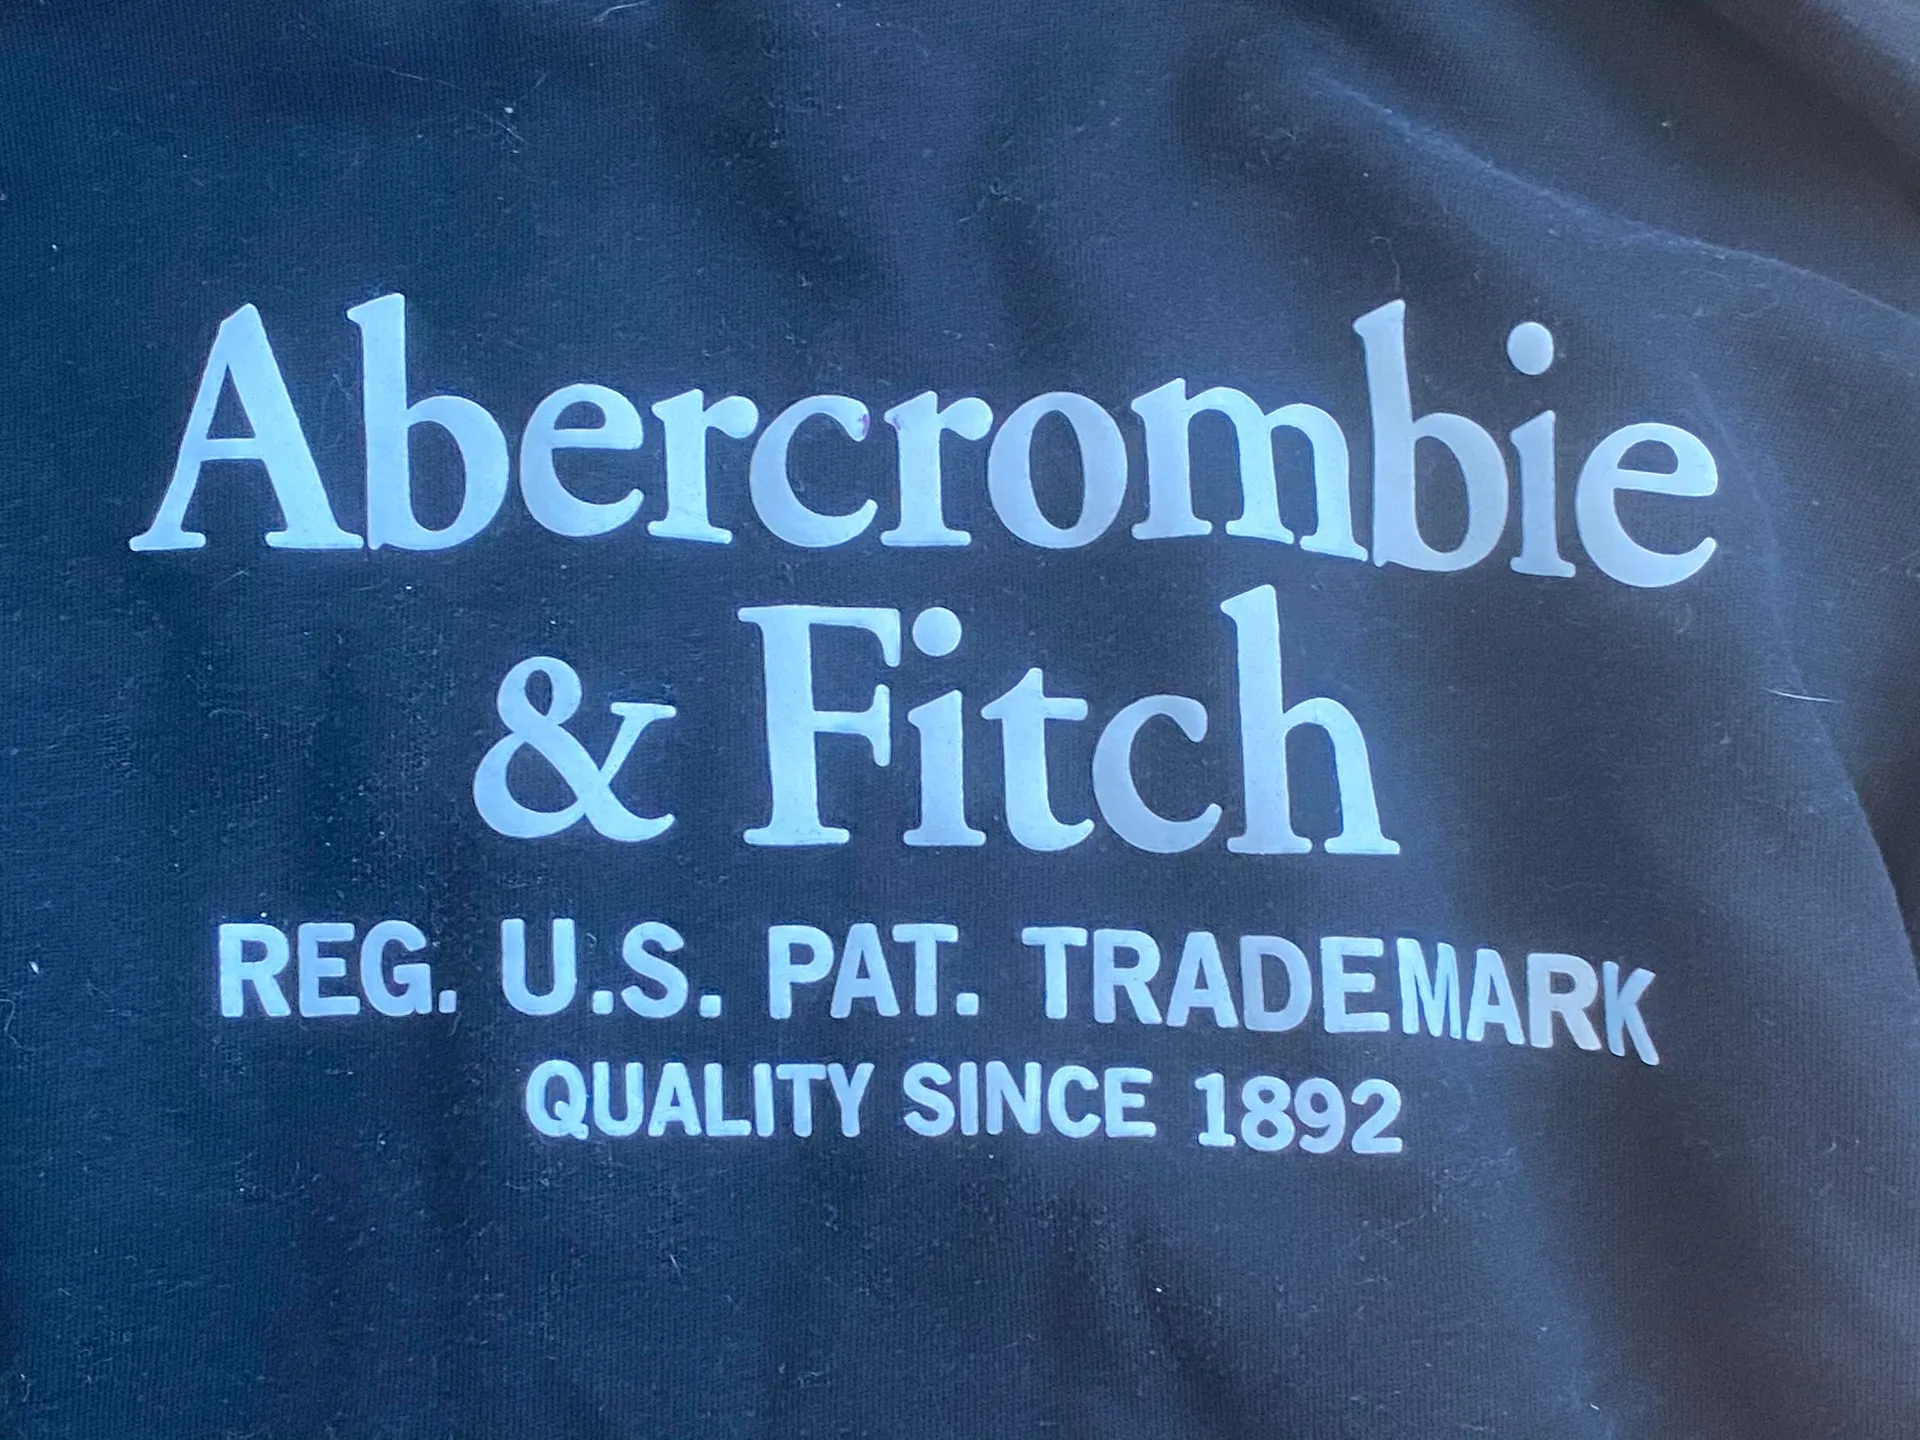 Abercrombie
& Fitch
REG. U.S. PAT. TRADEMARK
QUALITY SINCE 1892